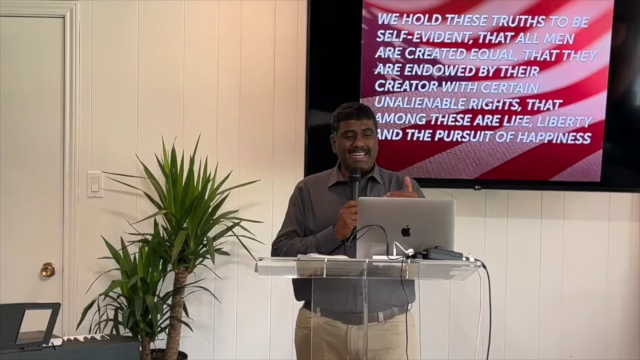 WE HOLD THESE TRUTHS TO BE
SELF-EVIDENT, THAT ALL MEN
ARE CREATED EQUAL, THAT THEY
ARE ENDOWED BY THEIR
CREATOR WITH CERTAIN
UNALIENABLE RIGHTS, THAT
AMONG THESE ARE LIFE, LIBERTY
AND THE PURSUIT OF HAPPINESS